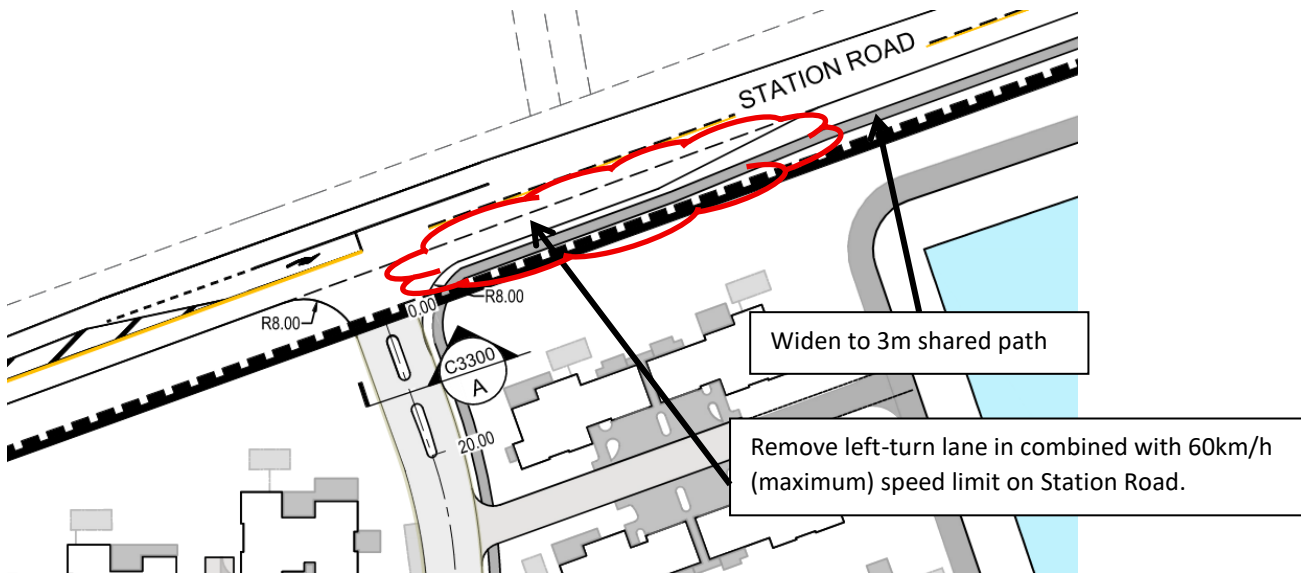 STATION ROAD
R8.00
R8.00
0.00
C3300
A
20.00
Widen to 3m shared path
Remove left-turn lane in combined with 60km/h
(maximum) speed limit on Station Road.